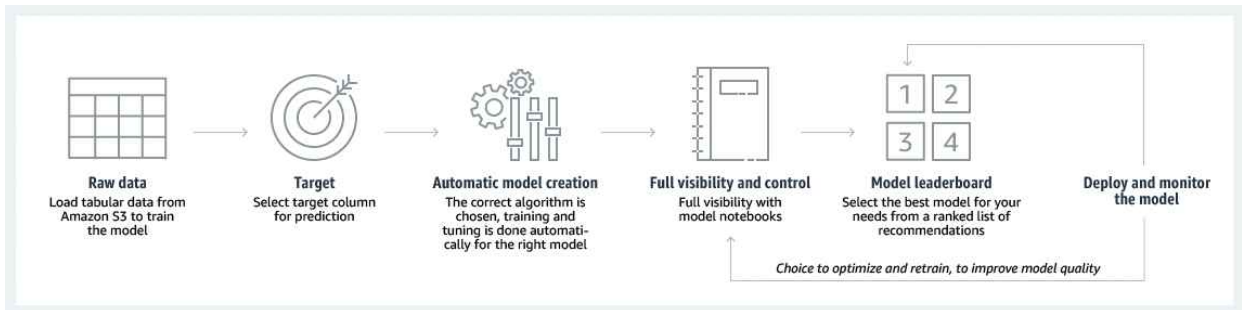 Raw data
Load tabular data from
Amazon S3 to train
the model
Target
Select target column
for prediction
Automatic model creation
The correct algorithm is
chosen, training and
tuning is done automati-
cally for the right model
Full visibility and control
Full visibility with
model notebooks
1 2
3 4
Model leaderboard
Select the best model for your
needs from a ranked list of
recommendations
Deploy and monitor
the model
Choice to optimize and retrain, to improve model quality